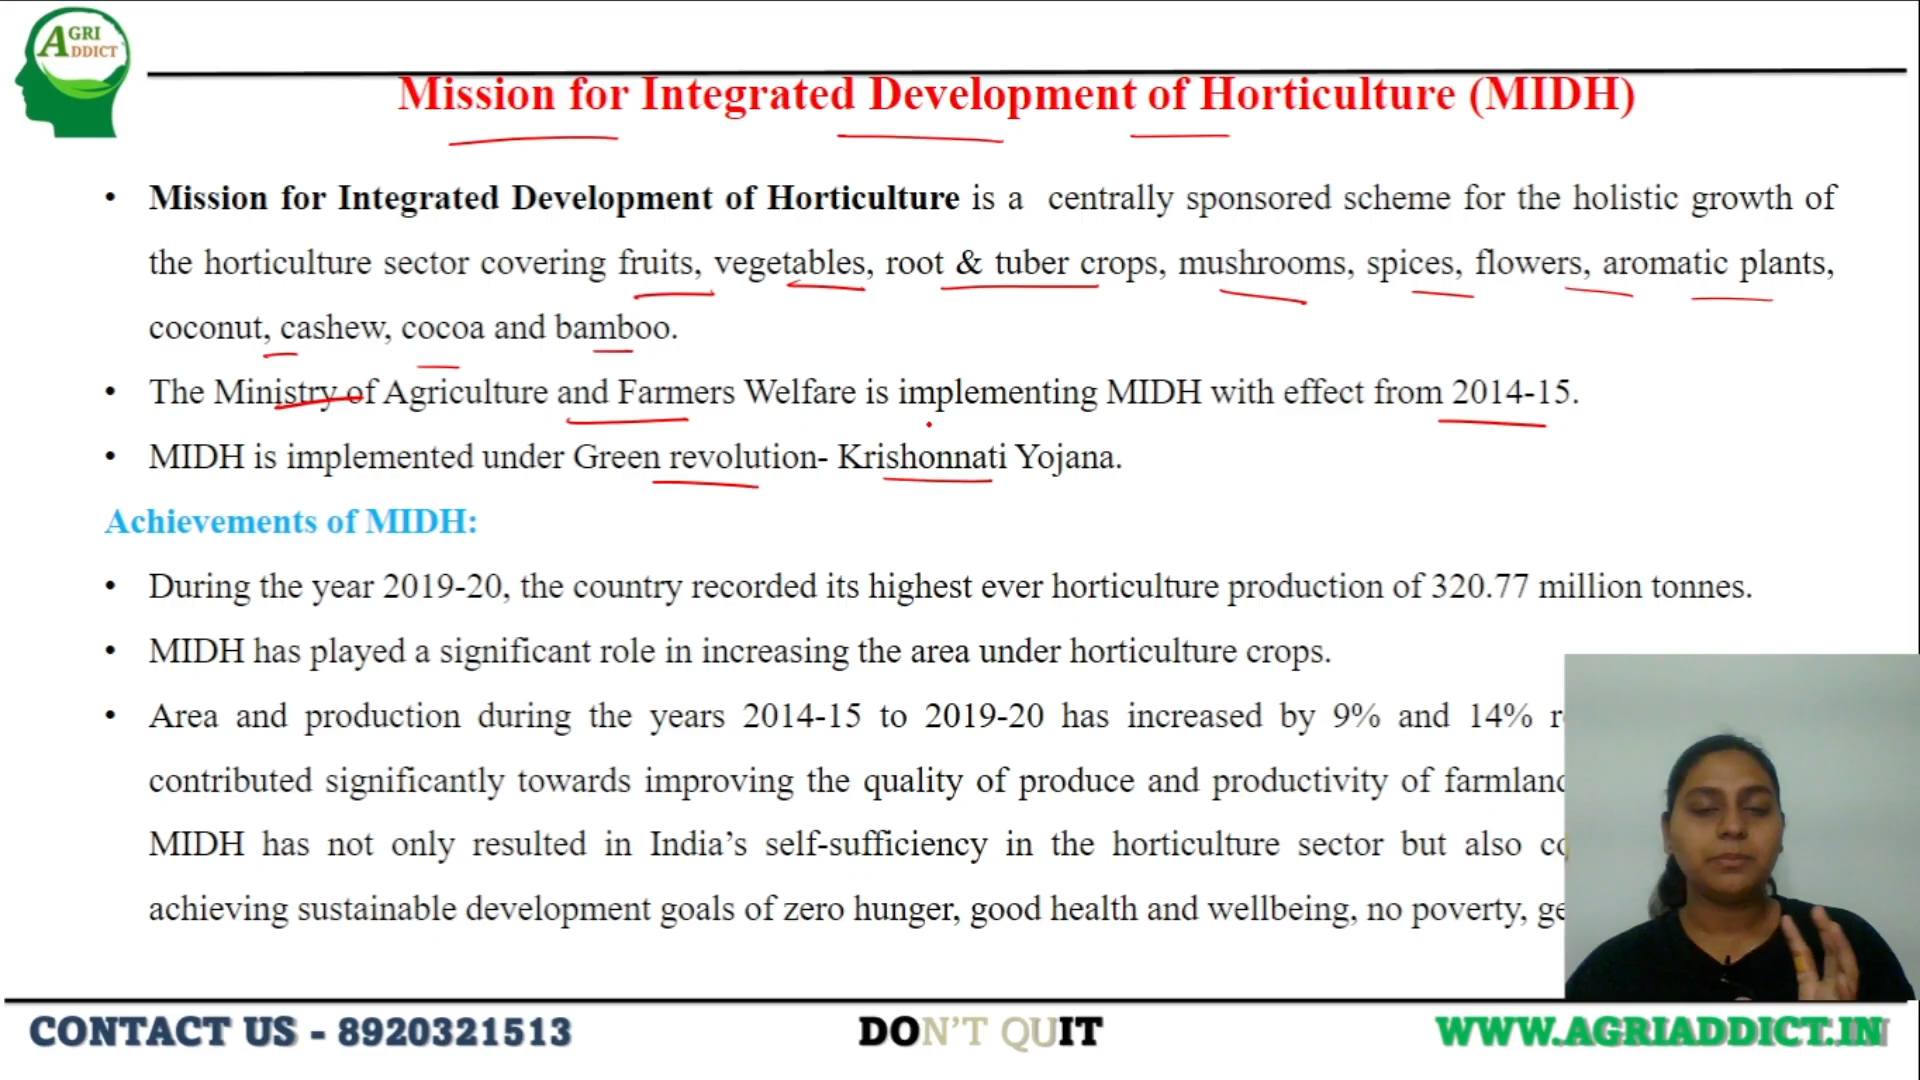 AGRI
ADDICT
Mission for Integrated Development of Horticulture (MIDH)
• Mission for Integrated Development of Horticulture is a centrally sponsored scheme for the holistic growth of
the horticulture sector covering fruits, vegetables, root & tuber crops, mushrooms, spices, flowers, aromatic plants,
coconut, cashew, cocoa and bamboo.
• The Ministry of Agriculture and Farmers Welfare is implementing MIDH with effect from 2014-15.
• MIDH is implemented under Green revolution- Krishonnati Yojana.
Achievements of MIDH:
• During the year 2019-20, the country recorded its highest ever horticulture production of 320.77 million tonnes.
• MIDH has played a significant role in increasing the area under horticulture crops.
• Area and production during the years 2014-15 to 2019-20 has increased by 9% and 14%
contributed significantly towards improving the quality of produce and productivity of
MIDH has not only resulted in India’s self-sufficiency in the horticulture sector but also
achieving sustainable development goals of zero hunger, good health and wellbeing, no poverty,
CONTACT US - 8920321513
DON'T QUIT
WWW.AGRIADDICT.IN